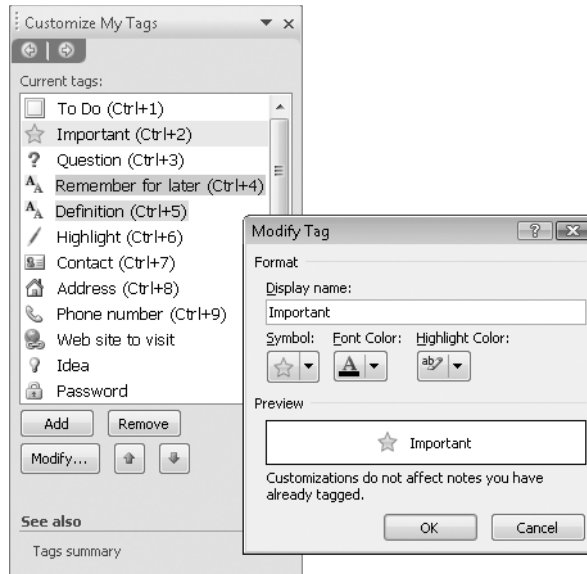 Customize My Tags
Current tags:
To Do (Ctrl+1)
Important (Ctrl+2)
Question (Ctrl+3)
Remember for later (Ctrl+4)
Definition (Ctrl+5)
Highlight (Ctrl+6)
Contact (Ctrl+7)
Address (Ctrl+8)
Phone number (Ctrl+9)
Web site to visit
Idea
Password
Add Remove
Modify...
See also
Tags summary
Modify Tag
Format
Display name:
Important
Symbol: Font Color: Highlight Color:
A ab
Preview
Important
Customizations do not affect notes you have
already tagged.
OK Cancel